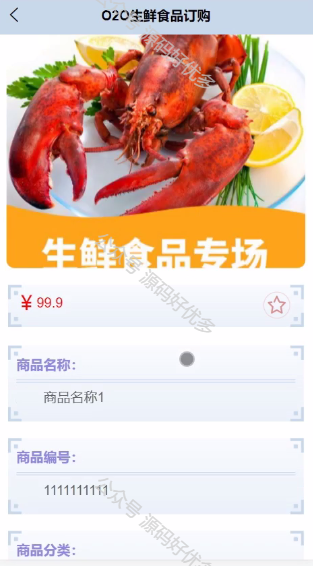 O2O生鲜食品订购
生鲜食品专场
¥ 99.9
商品名称：
商品名称1
商品编号：
1111111111
商品分类：
公众号 源码好优多
公众号 源码好优多